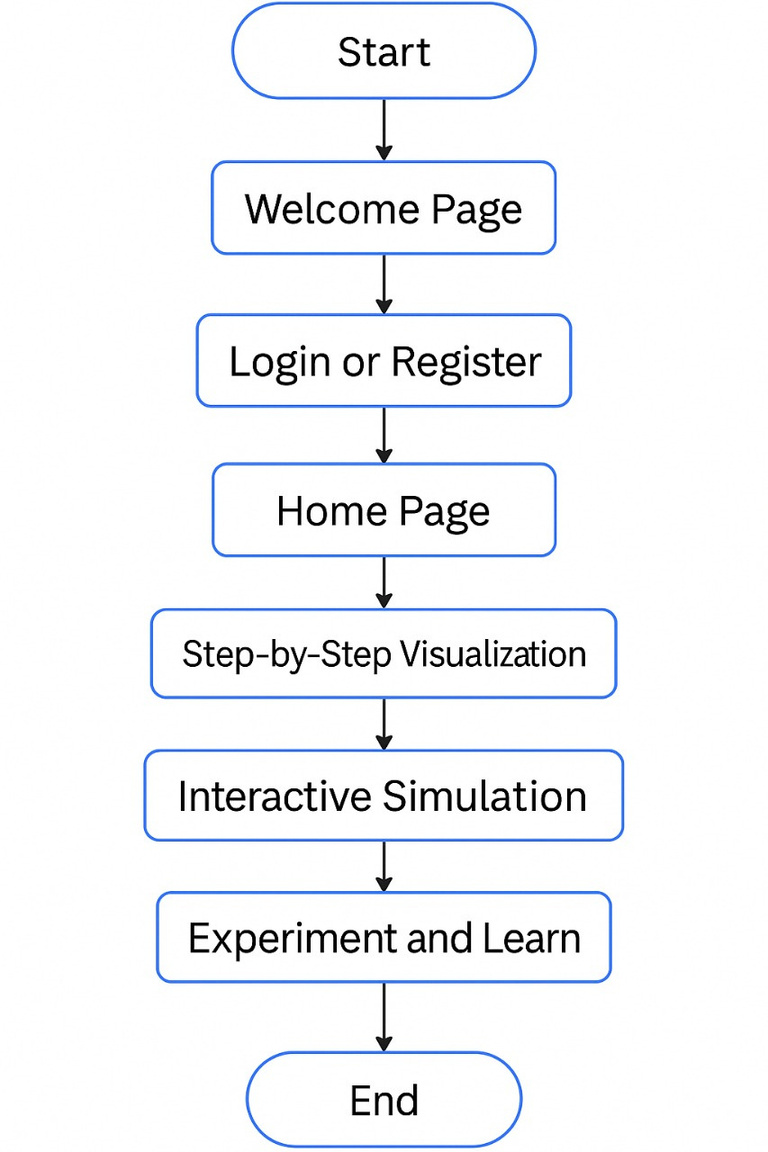 Start
Welcome Page
Login or Register
Home Page
Step-by-Step Visualization
Interactive Simulation
Experiment and Learn
End